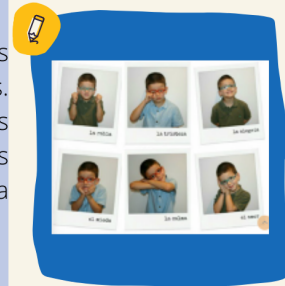 s
s.
s
s
a
la rabia
la tristeza
la alegría
el miedo
la calma
el amor